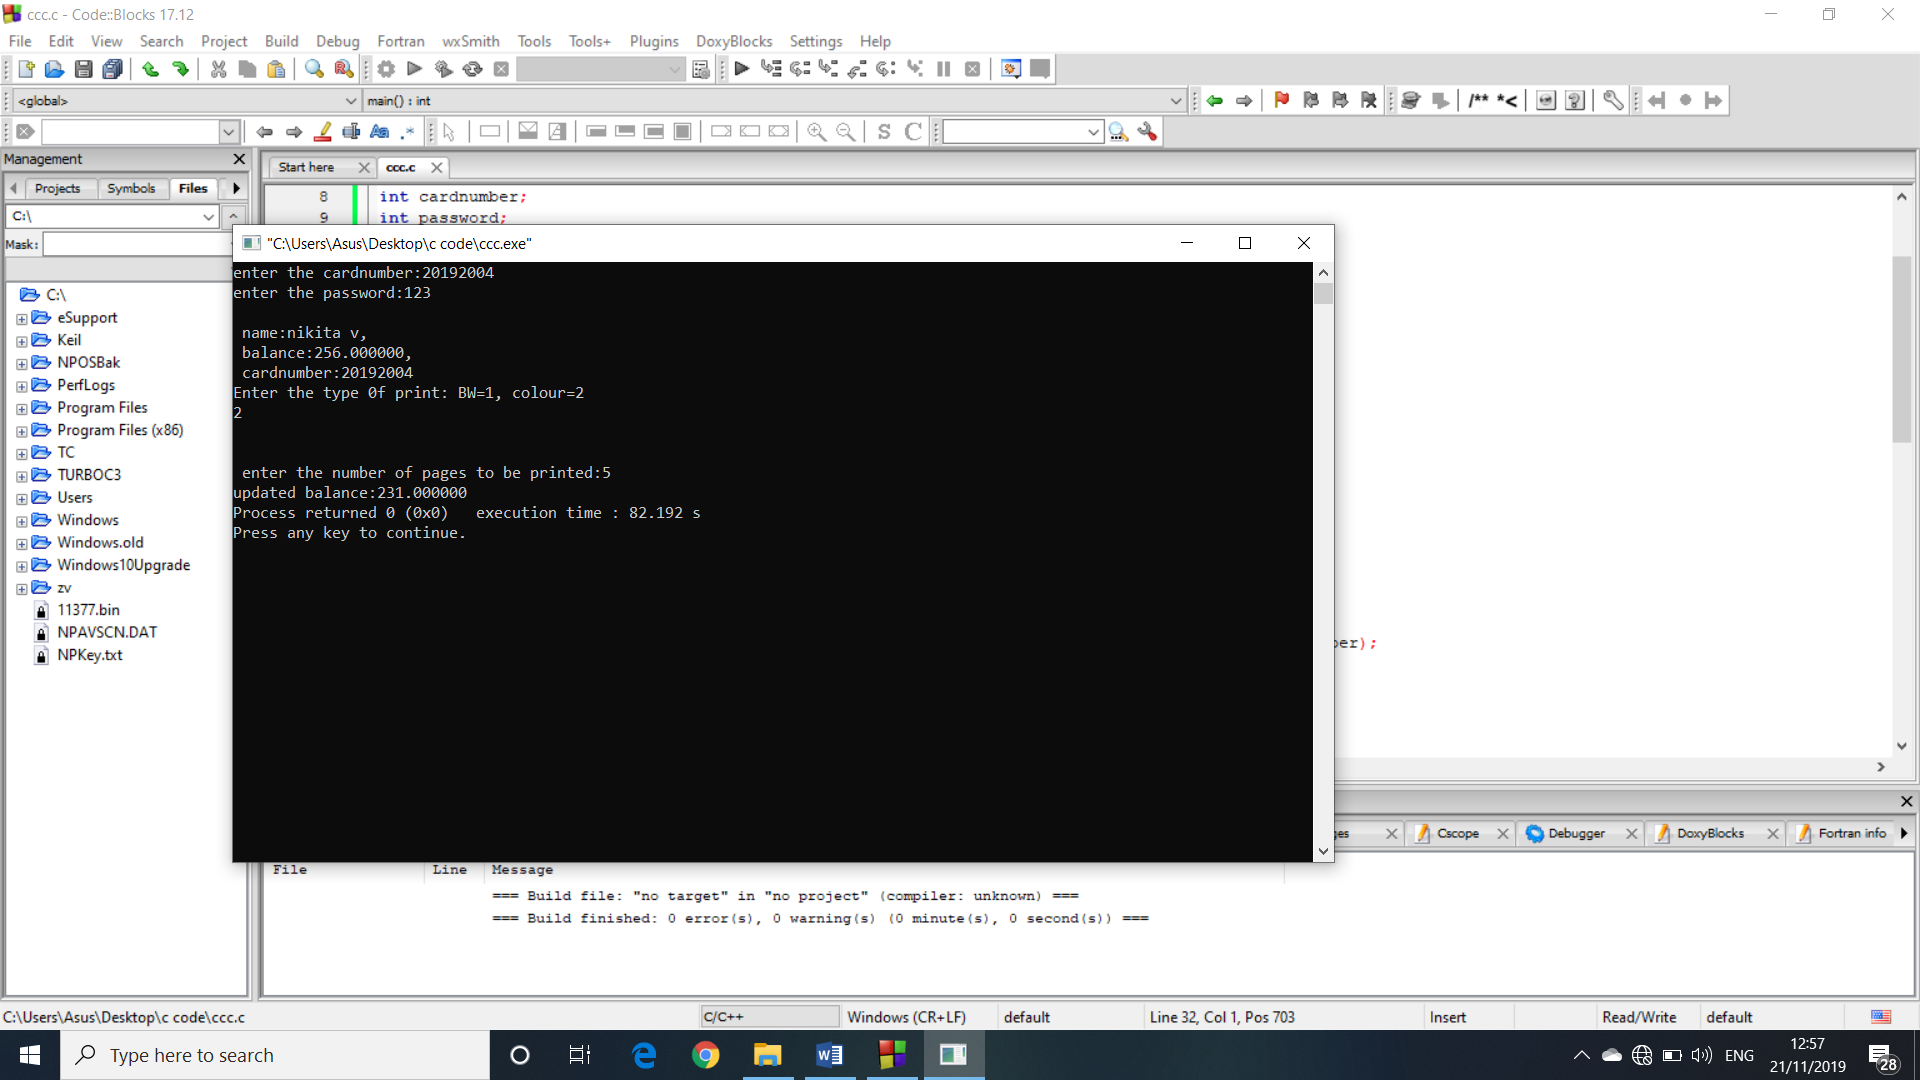 ccc.c - Code::Blocks 17.12
File Edit View Search Project Build Debug Fortran wxSmith Tools Tools+ Plugins DoxyBlocks Settings Help
<global> main() : int
Management
Projects Symbols Files
C:\
Mask:
C:\
eSupport
Keil
NPOSBak
PerfLogs
Program Files
Program Files (x86)
TC
TURBOC3
Users
Windows
Windows.old
Windows10Upgrade
zv
11377.bin
NPAVSCN.DAT
NPKey.txt
Start here ccc.c
8 int cardnumber;
9 int password;
ber);
"C:\Users\Asus\Desktop\c code\ccc.exe"
enter the cardnumber:20192004
enter the password:123
name:nikita v,
balance:256.000000,
cardnumber:20192004
Enter the type 0f print: BW=1, colour=2
2
enter the number of pages to be printed:5
updated balance:231.000000
Process returned 0 (0x0) execution time : 82.192 s
Press any key to continue.
ges Cscope Debugger DoxyBlocks Fortran info
File Line Message
=== Build file: "no target" in "no project" (compiler: unknown) ===
=== Build finished: 0 error(s), 0 warning(s) (0 minute(s), 0 second(s)) ===
C:\Users\Asus\Desktop\c code\ccc.c C/C++ Windows (CR+LF) default Line 32, Col 1, Pos 703 Insert Read/Write default
Type here to search
ENG
12:57
21/11/2019
28